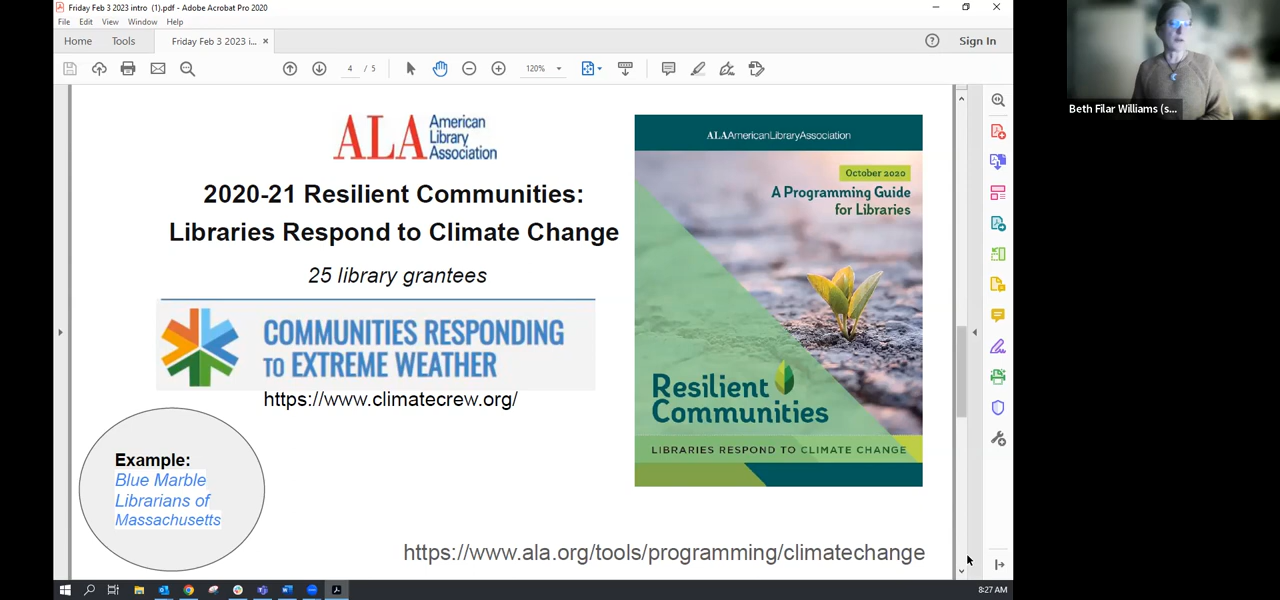 Friday Feb 3 2023 intro (1).pdf - Adobe Acrobat Pro 2020
File Edit View Window Help
Home Tools Friday Feb 3 2023 i... × Sign In
4 / 5 120%
ALA American
Library
Association
2020-21 Resilient Communities:
Libraries Respond to Climate Change
25 library grantees
COMMUNITIES RESPONDING
TO EXTREME WEATHER
https://www.climatecrew.org/
Example:
Blue Marble
Librarians of
Massachusetts
ALAAmericanLibraryAssociation
October 2020
A Programming Guide
for Libraries
Resilient
Communities
LIBRARIES RESPOND TO CLIMATE CHANGE
https://www.ala.org/tools/programming/climatechange
8:27 AM
Beth Filar Williams (s...